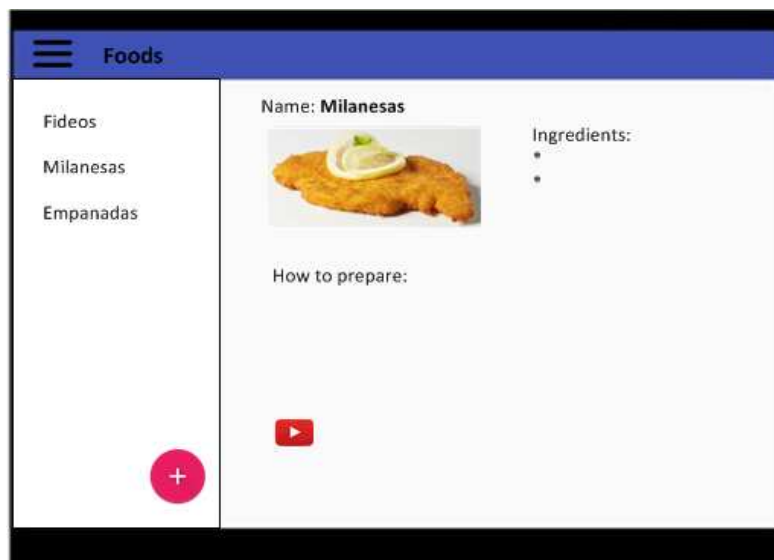 Foods
Fideos
Milanesas
Empanadas
+
Name: Milanesas
Ingredients:
*
*
How to prepare: